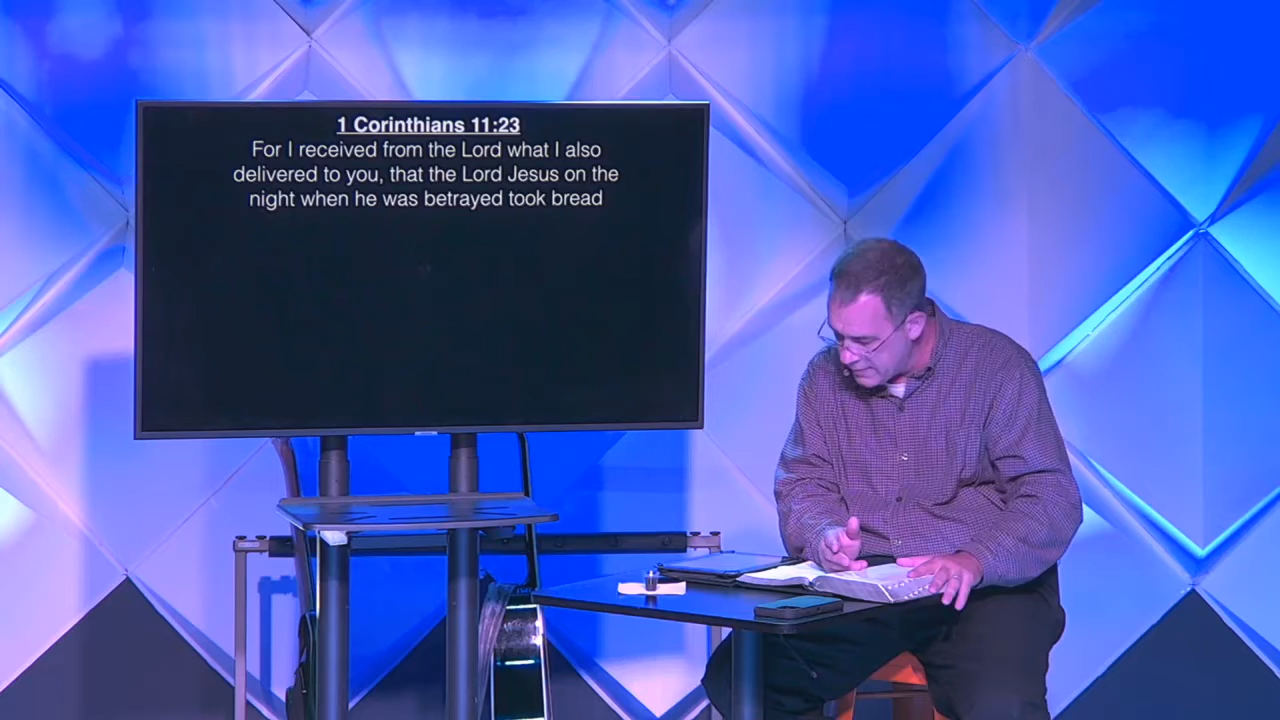 1 Corinthians 11:23
For I received from the Lord what I also
delivered to you, that the Lord Jesus on the
night when he was betrayed took bread